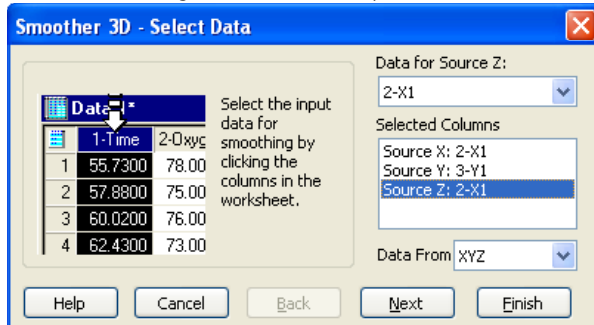 Smoother 3D - Select Data
Data for Source Z:
2-X1
Selected Columns
Source X: 2-X1
Source Y: 3-Y1
Source Z: 2-X1
Data From XYZ
Select the input
data for
smoothing by
clicking the
columns in the
worksheet.
1-Time 2-Oxyg
1 55.7300 78.00
2 57.8800 75.00
3 60.0200 76.00
4 62.4300 73.00
Help Cancel Back Next Finish